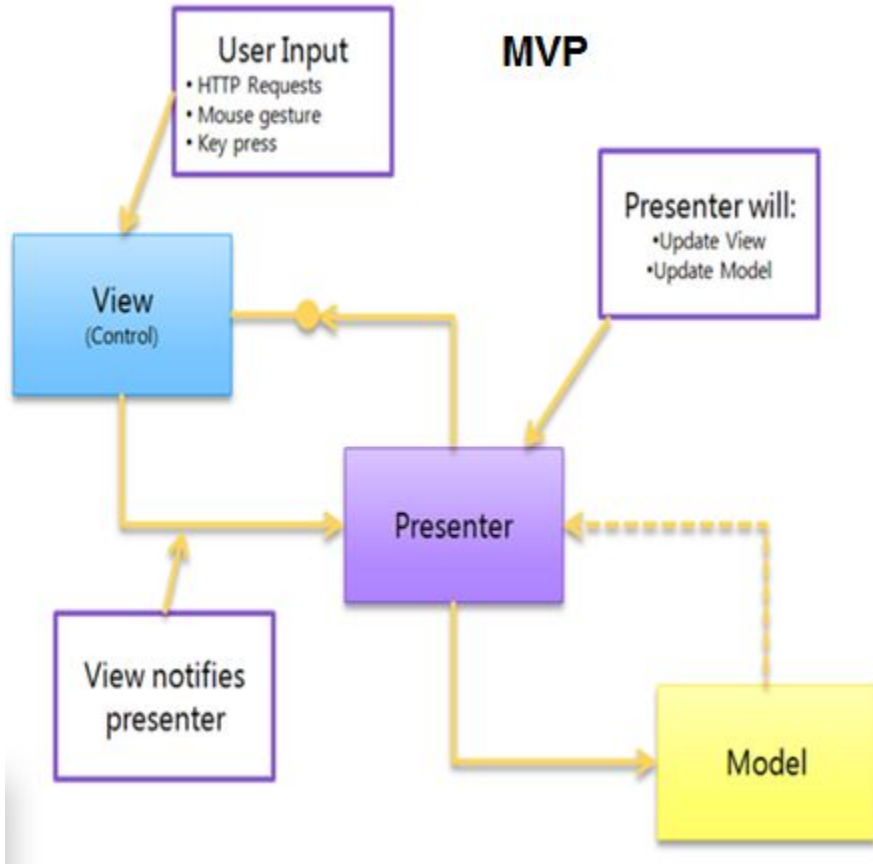 MVP
User Input
• HTTP Requests
• Mouse gesture
• Key press
Presenter will:
•Update View
•Update Model
View
(Control)
Presenter
View notifies
presenter
Model